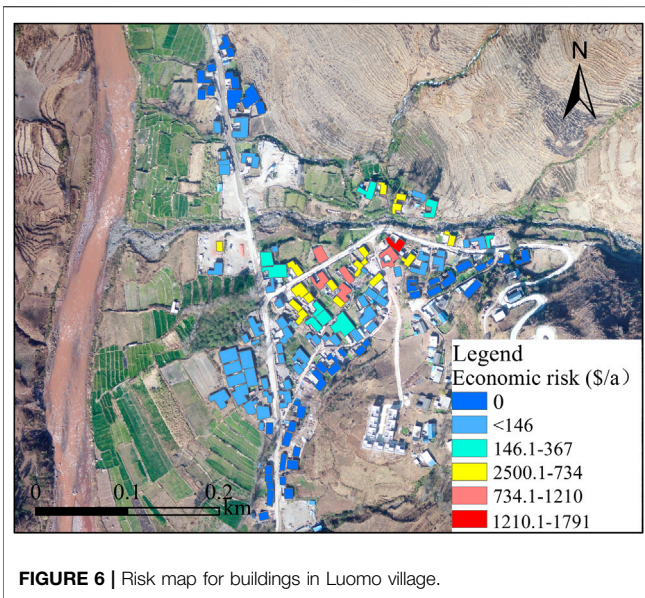 N
Legend
Economic risk ($/a）
0
<146
146.1-367
2500.1-734
734.1-1210
1210.1-1791
0 0.1 0.2
km
FIGURE 6 | Risk map for buildings in Luomo village.